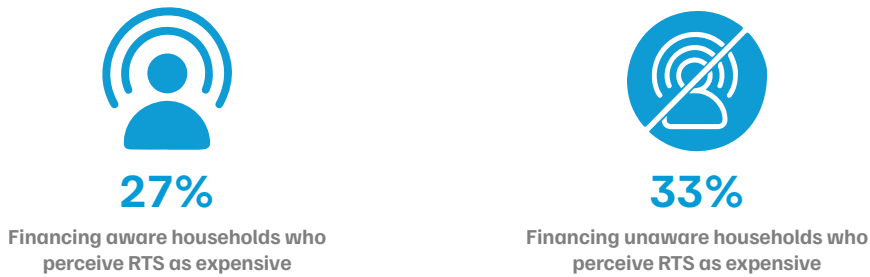 27%
Financing aware households who
perceive RTS as expensive
33%
Financing unaware households who
perceive RTS as expensive